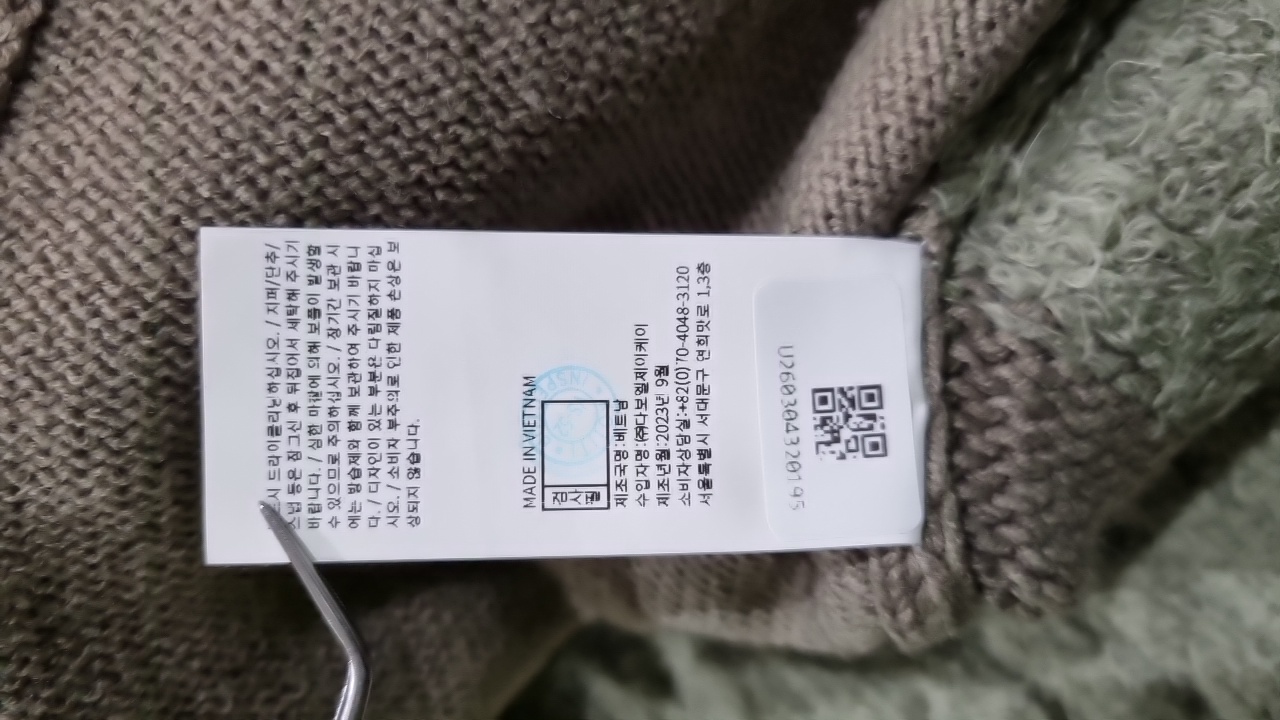 시 드라이클리닝 하십시오. / 지퍼/단추/
법 등은 잠그신 후 뒤집어서 세탁해 주시기
바랍니다. / 심한 마찰에 의해 보풀이 발생할
수 있으므로 주의하십시오. / 장기간 보관 시
에는 방습제와 함께 보관하여 주시기 바랍니
다. / 디자인이 있는 부분은 다림질하지 마십
시오. / 소비자 부주의로 인한 제품 손상은 보
상되지 않습니다.
MADE IN VIETNAM
검사필
INSP
제조국명:베트남
수입자명:㈜다보엘제이케이
제조년월:2023년 9월
소비자상담실:+82(0)70-4048-3120
서울특별시 서대문구 연희맛로 1,3층
U260304320195